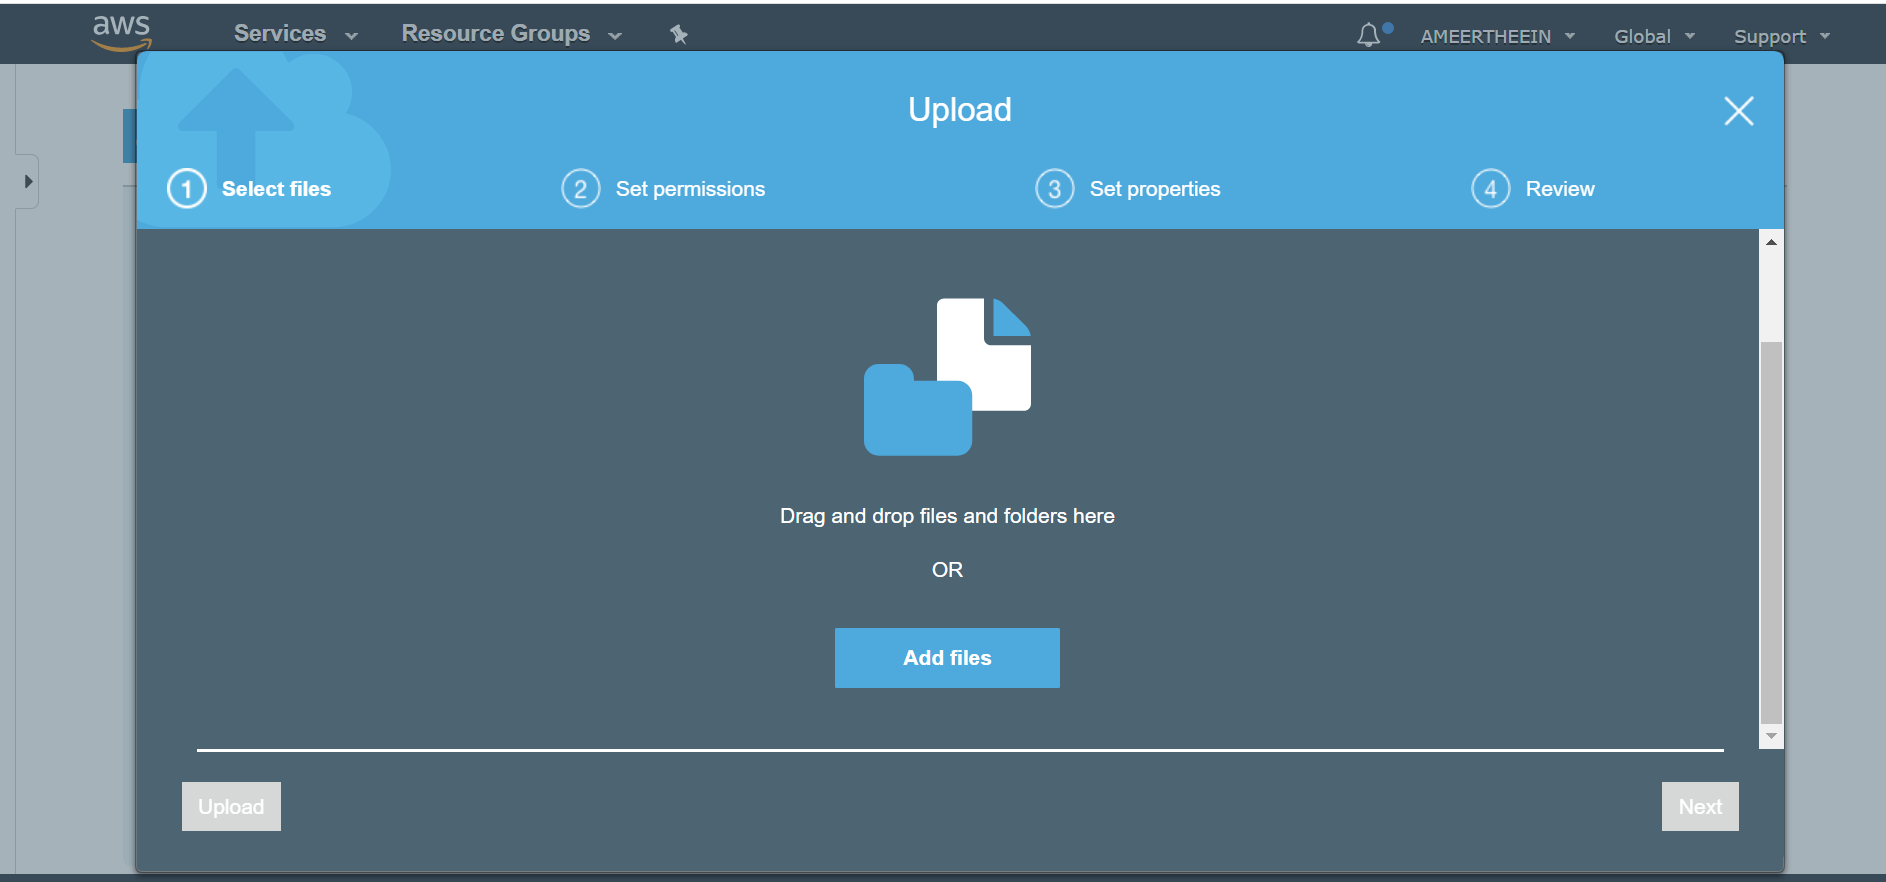 aws Services Resource Groups AMEERTHEEIN Global Support
Upload
1 Select files 2 Set permissions 3 Set properties 4 Review
Drag and drop files and folders here
OR
Add files
Upload Next